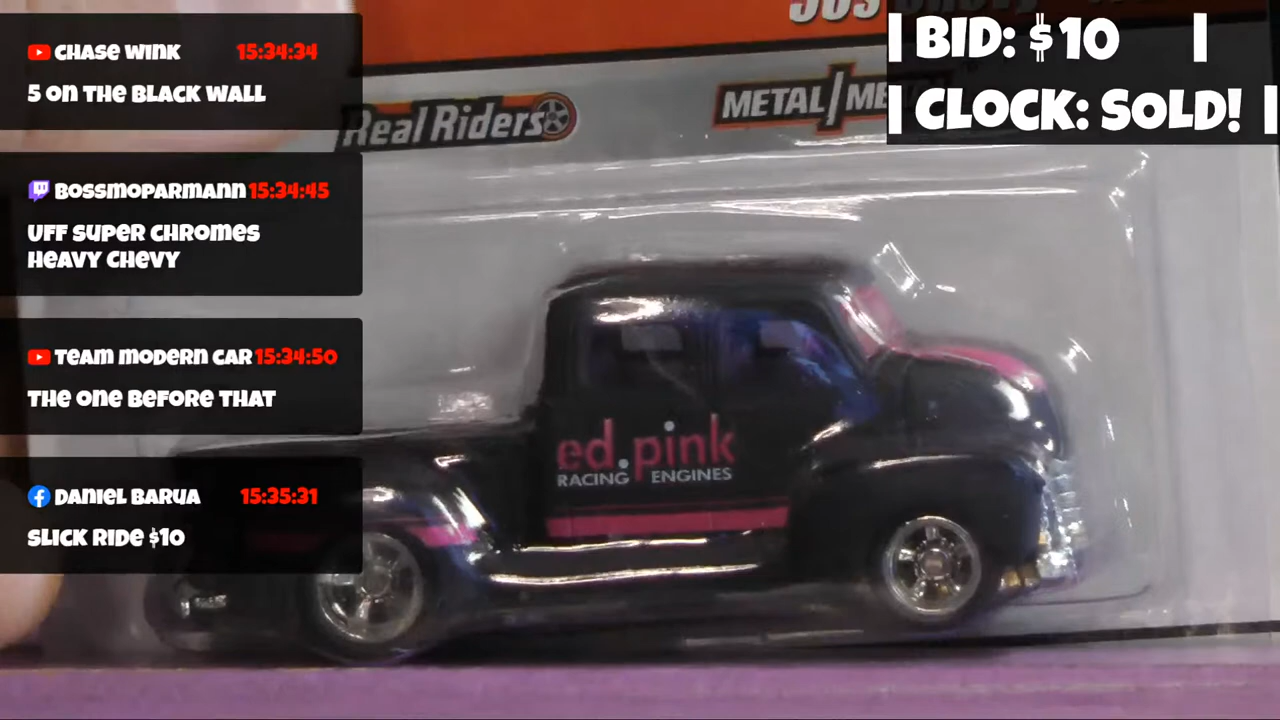 CHASE WINK 15:34:34
5 ON THE BLACK WALL
BOSSMOPARMANN 15:34:45
UFF SUPER CHROMES
HEAVY CHEVY
TEAM MODERN CAR 15:34:50
THE ONE BEFORE THAT
DANIEL BARUA 15:35:31
SLICK RIDE $10
| BID: $10 |
| CLOCK: SOLD! |
Real Riders
METAL/ME
ed.pink
RACING ENGINES